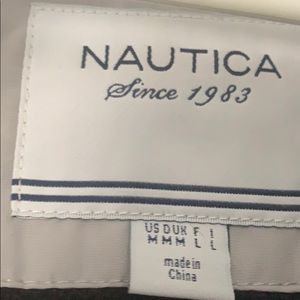 NAUTICA
Since 1983
US D UK F I
M M M L L
made in
China